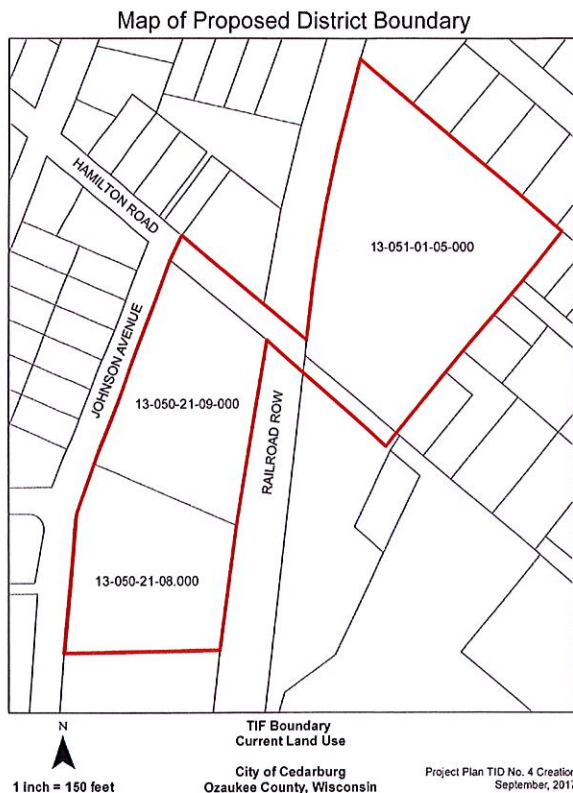 Map of Proposed District Boundary
HAMILTON ROAD
13-051-01-05-000
JOHNSON AVENUE
13-050-21-09-000
RAILROAD ROW
13-050-21-08.000
N
TIF Boundary
Current Land Use
1 inch = 150 feet
City of Cedarburg
Ozaukee County, Wisconsin
Project Plan TID No. 4 Creation
September, 2017